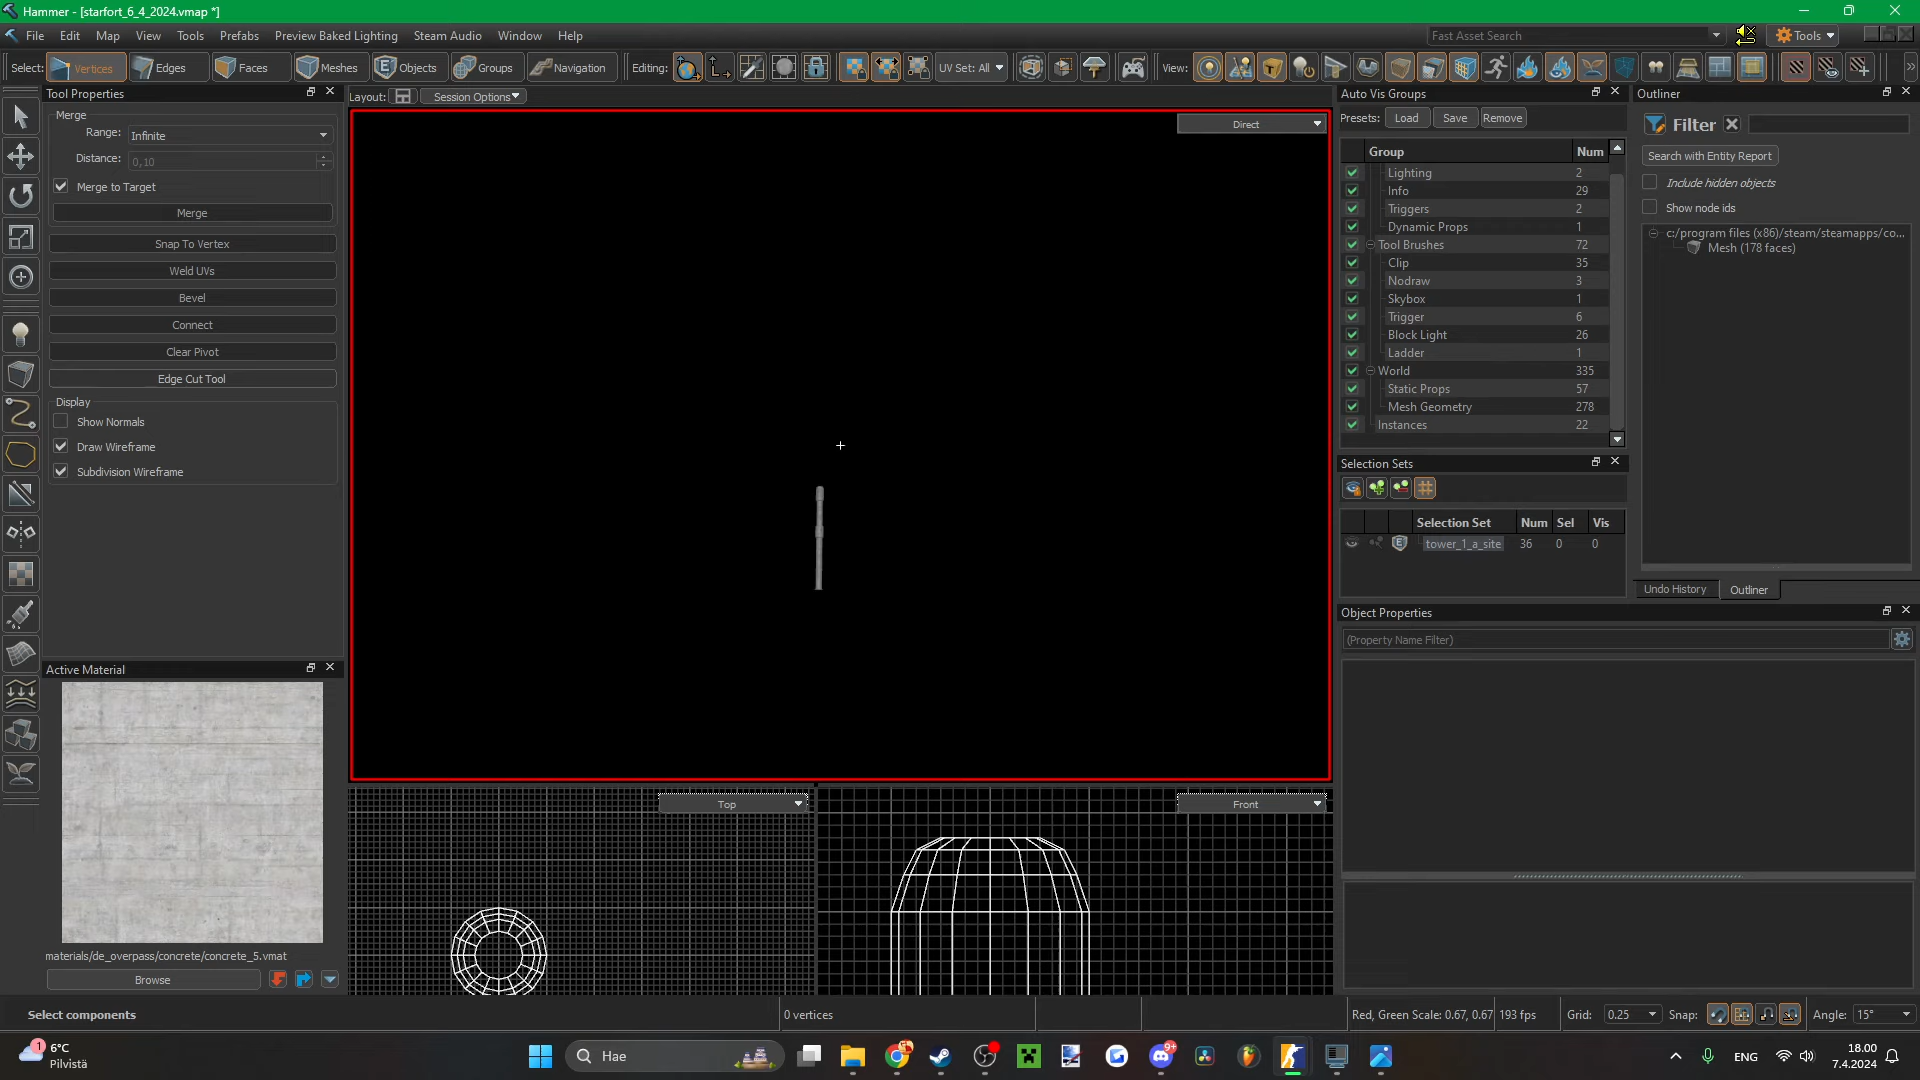 Hammer - [starfort_6_4_2024.vmap *]
File Edit Map View Tools Prefabs Preview Baked Lighting Steam Audio Window Help
Fast Asset Search
Tools
Select: Vertices Edges Faces Meshes Objects Groups Navigation Editing: UV Set: All View:
Tool Properties
Merge
Range: Infinite
Distance: 0,10
Merge to Target
Merge
Snap To Vertex
Weld UVs
Bevel
Connect
Clear Pivot
Edge Cut Tool
Display
Show Normals
Draw Wireframe
Subdivision Wireframe
Active Material
materials/de_overpass/concrete/concrete_5.vmat
Browse
Layout: Session Options
Direct
Top
Front
Auto Vis Groups
Presets: Load Save Remove
Group Num
Lighting 2
Info 29
Triggers 2
Dynamic Props 1
Tool Brushes 72
Clip 35
Nodraw 3
Skybox 1
Trigger 6
Block Light 26
Ladder 1
World 335
Static Props 57
Mesh Geometry 278
Instances 22
Selection Sets
Selection Set Num Sel Vis
tower_1_a_site 36 0 0
Outliner
Filter
Search with Entity Report
Include hidden objects
Show node ids
c:/program files (x86)/steam/steamapps/co...
Mesh (178 faces)
Undo History Outliner
Object Properties
(Property Name Filter)
Select components
0 vertices
Red, Green Scale: 0.67, 0.67 193 fps
Grid: 0.25 Snap: Angle: 15°
1
6°C
Pilvistä
Hae
9+
ENG
18.00
7.4.2024